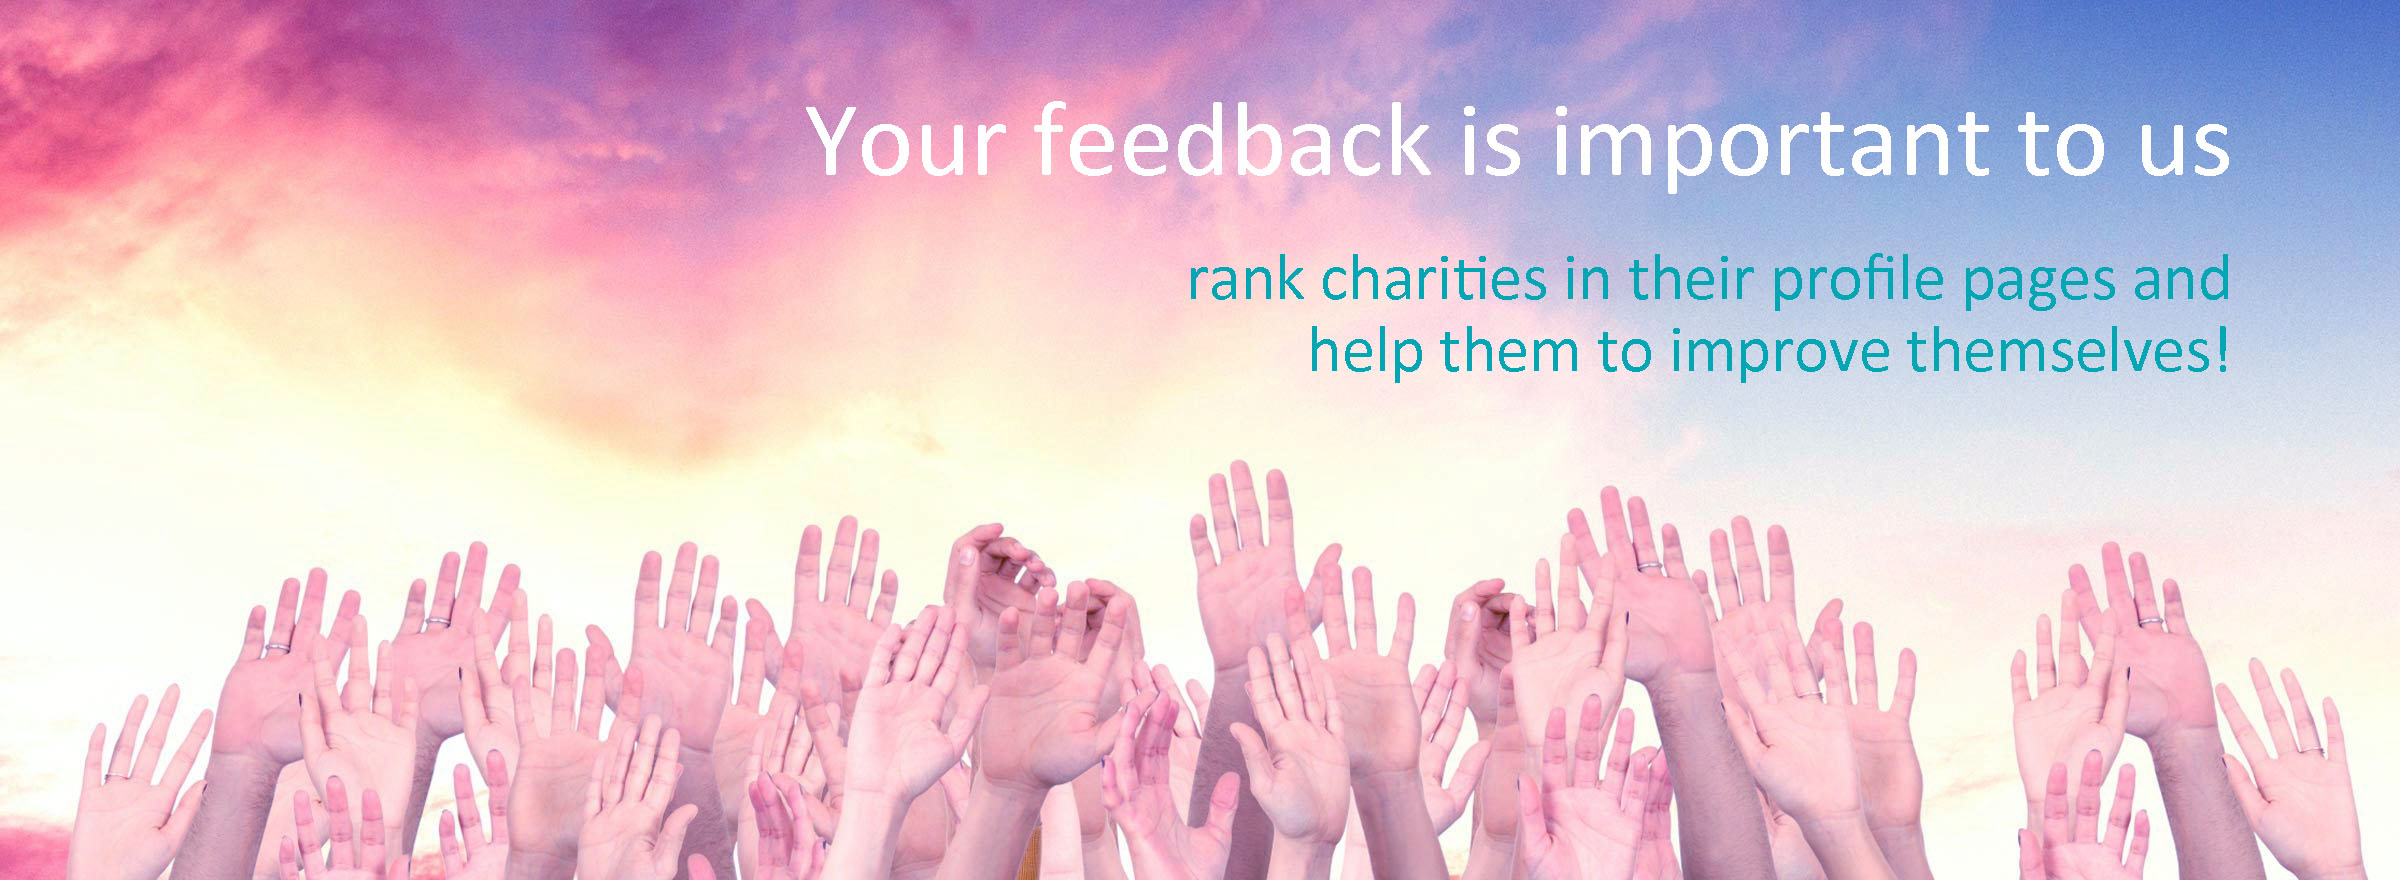 Your feedback is important to us
rank charities in their profile pages and
help them to improve themselves!